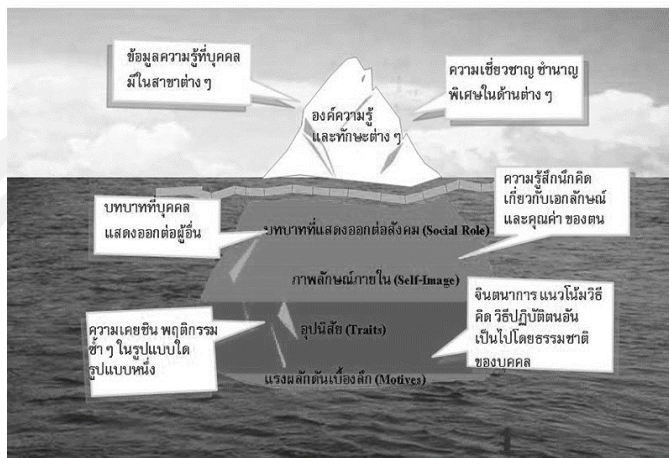 ข้อมูลความรู้ที่บุคคล
มีในสาขาต่าง ๆ
ความเชี่ยวชาญ ชำนาญ
พิเศษในด้านต่าง ๆ
องค์ความรู้
และทักษะต่าง ๆ
ความรู้สึกนึกคิด
เกี่ยวกับเอกลักษณ์
และคุณค่า ของตน
บทบาทที่บุคคล
แสดงออกต่อผู้อื่น
บทบาทที่แสดงออกต่อสังคม (Social Role)
ภาพลักษณ์ภายใน (Self-Image)
จินตนาการ แนวโน้มวิธี
คิด วิธีปฏิบัติตนอัน
เป็นไปโดยธรรมชาติ
ของบุคคล
ความเคยชิน พฤติกรรม
ซ้ำ ๆ ในรูปแบบใด
รูปแบบหนึ่ง
อุปนิสัย (Traits)
แรงผลักดันเบื้องลึก (Motives)